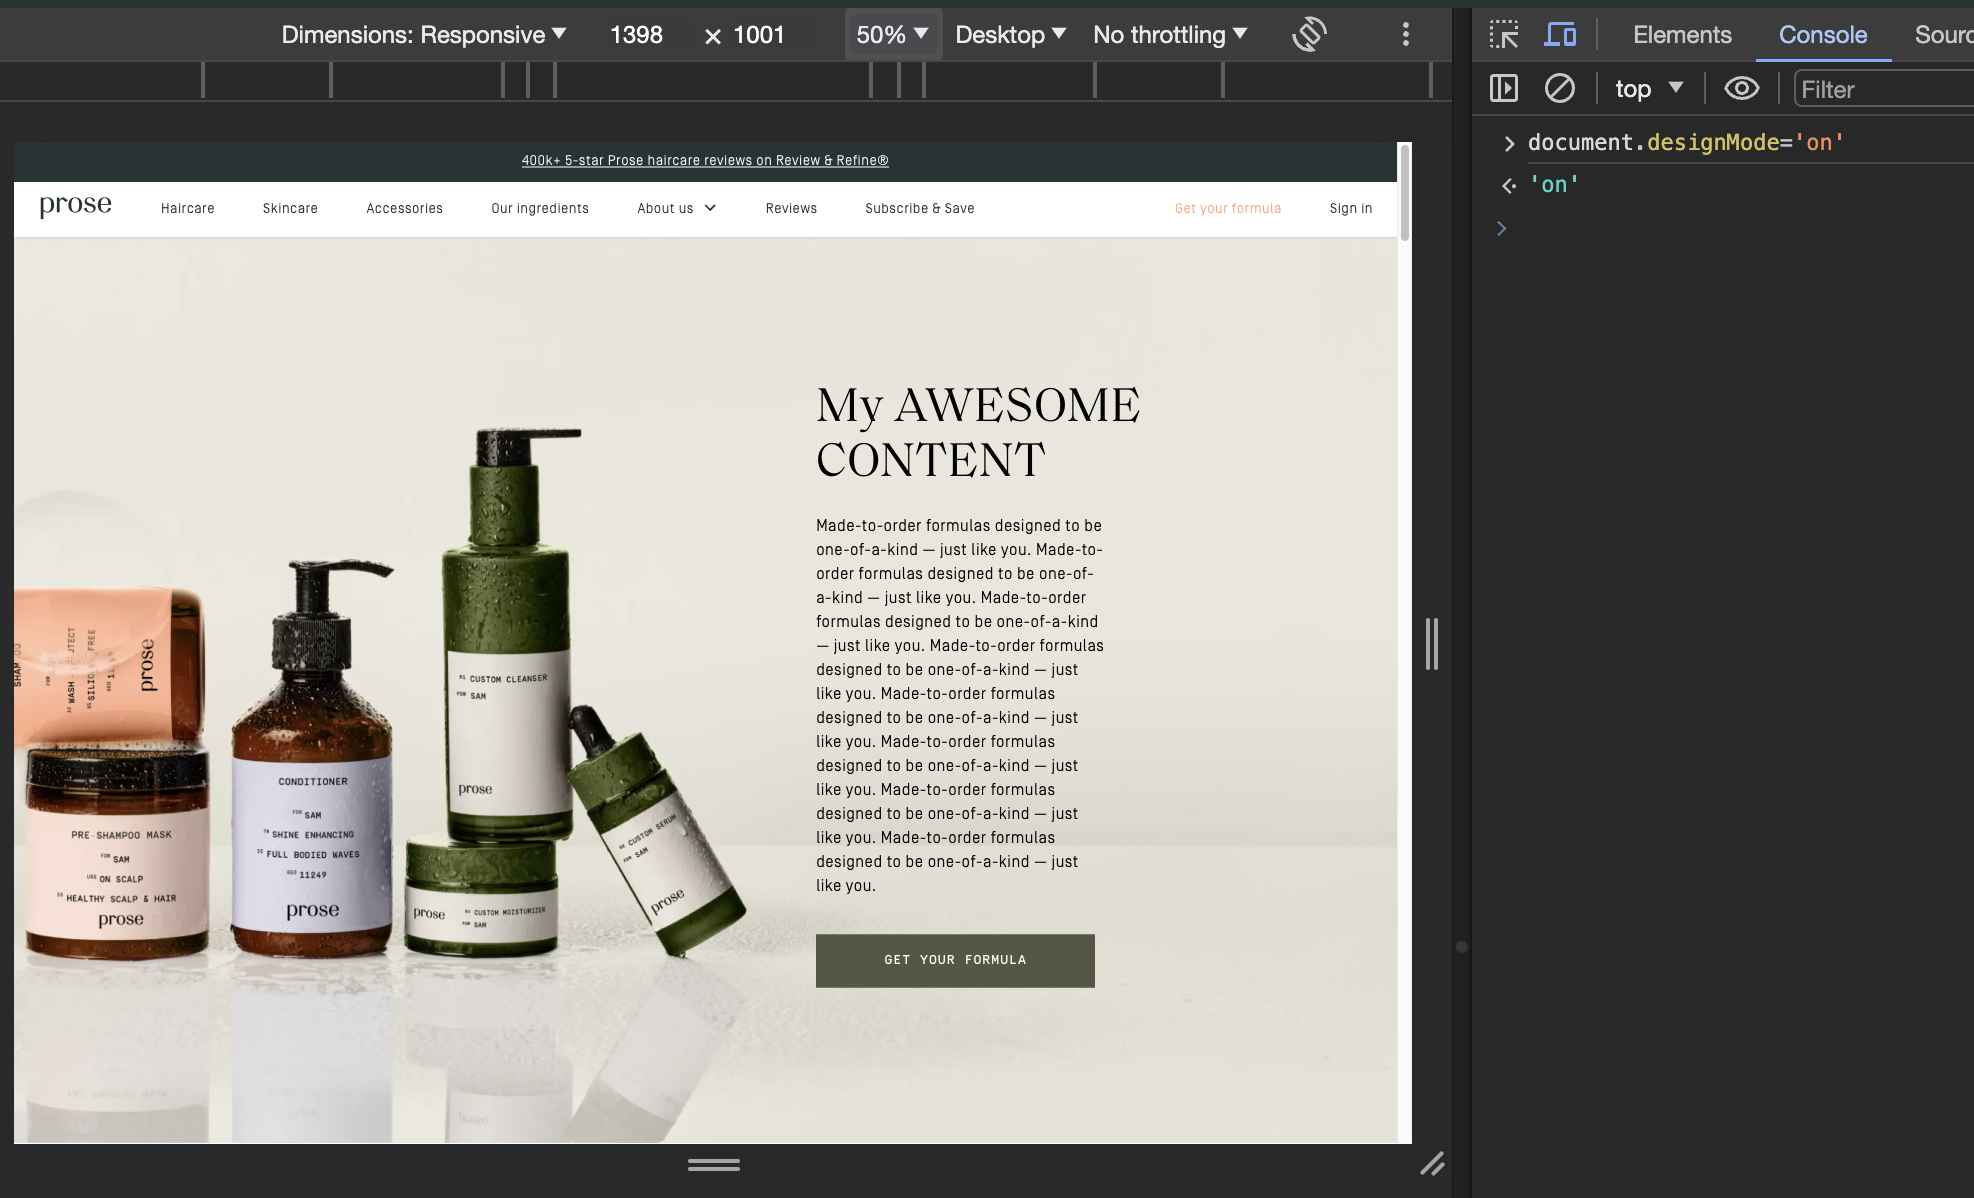 Dimensions: Responsive ▼ 1398 × 1001 50% ▼ Desktop ▼ No throttling ▼
Elements Console Sourc
top ▼ Filter
document.designMode='on'
'on'
400k+ 5-star Prose haircare reviews on Review & Refine®
prose Haircare Skincare Accessories Our ingredients About us Reviews Subscribe & Save Get your formula Sign in
My AWESOME
CONTENT
Made-to-order formulas designed to be
one-of-a-kind — just like you. Made-to-
order formulas designed to be one-of-
a-kind — just like you. Made-to-order
formulas designed to be one-of-a-kind
— just like you. Made-to-order formulas
designed to be one-of-a-kind — just
like you. Made-to-order formulas
designed to be one-of-a-kind — just
like you. Made-to-order formulas
designed to be one-of-a-kind — just
like you. Made-to-order formulas
designed to be one-of-a-kind — just
like you. Made-to-order formulas
designed to be one-of-a-kind — just
like you.
GET YOUR FORMULA
prose
PRE-SHAMPOO MASK
FOR SAM
USE ON SCALP
HEALTHY SCALP & HAIR
prose
CONDITIONER
FOR SAM
SHINE ENHANCING
FULL BODIED WAVES
GEO 11249
prose
01 CUSTOM CLEANSER
FOR SAM
prose
prose
CUSTOM MOISTURIZER
FOR SAM
CUSTOM SERUM
FOR SAM
prose